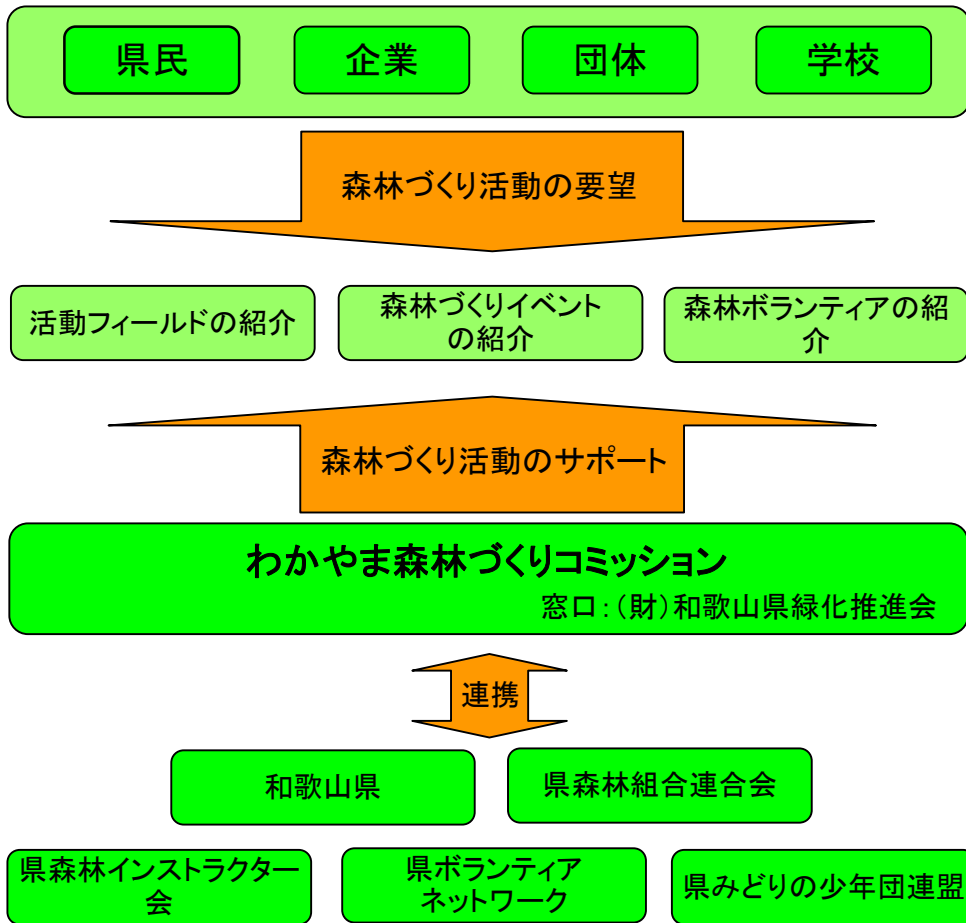 県民
企業
団体
学校
森林づくり活動の要望
活動フィールドの紹介
森林づくりイベント
の紹介
森林ボランティアの紹
介
森林づくり活動のサポート
わかやま森林づくりコミッション
窓口:(財)和歌山県緑化推進会
連携
和歌山県
県森林組合連合会
県森林インストラクター
会
県ボランティア
ネットワーク
県みどりの少年団連盟